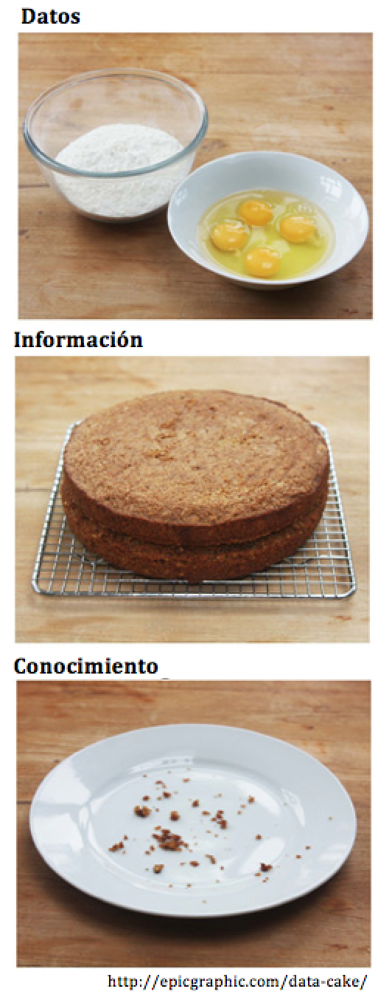 Datos
Información
Conocimiento
http://epicgraphic.com/data-cake/